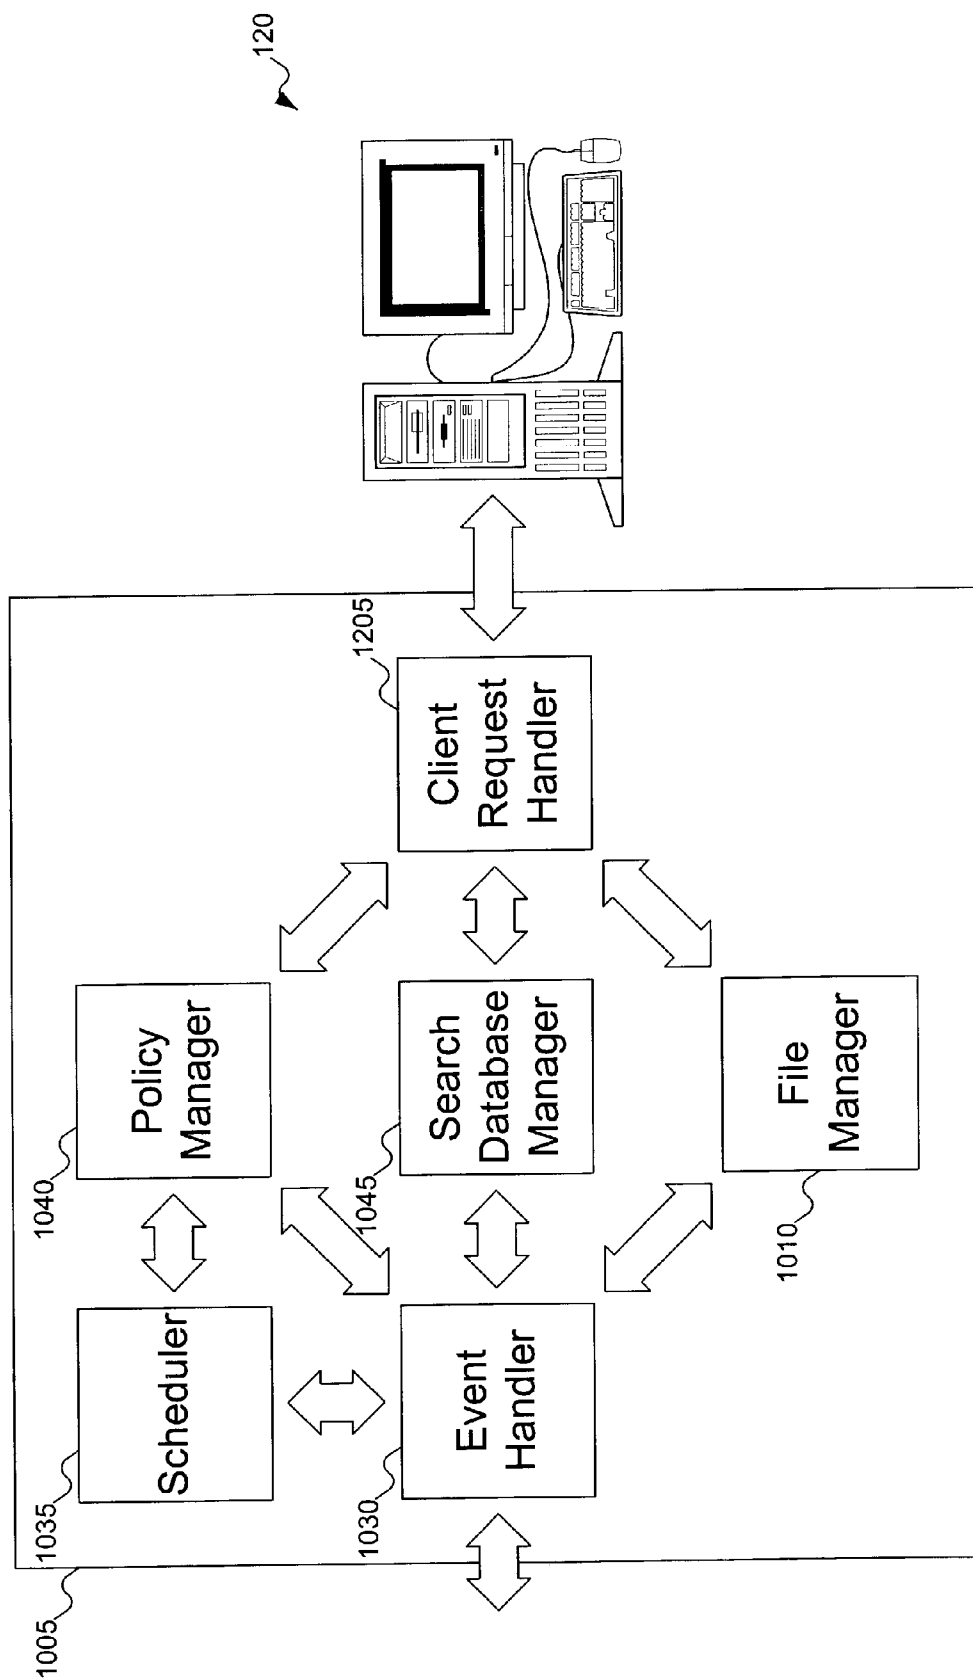 1005
1035
Scheduler
1040
Policy
Manager
120
1030
Event
Handler
1045
Search
Database
Manager
1205
Client
Request
Handler
1010
File
Manager